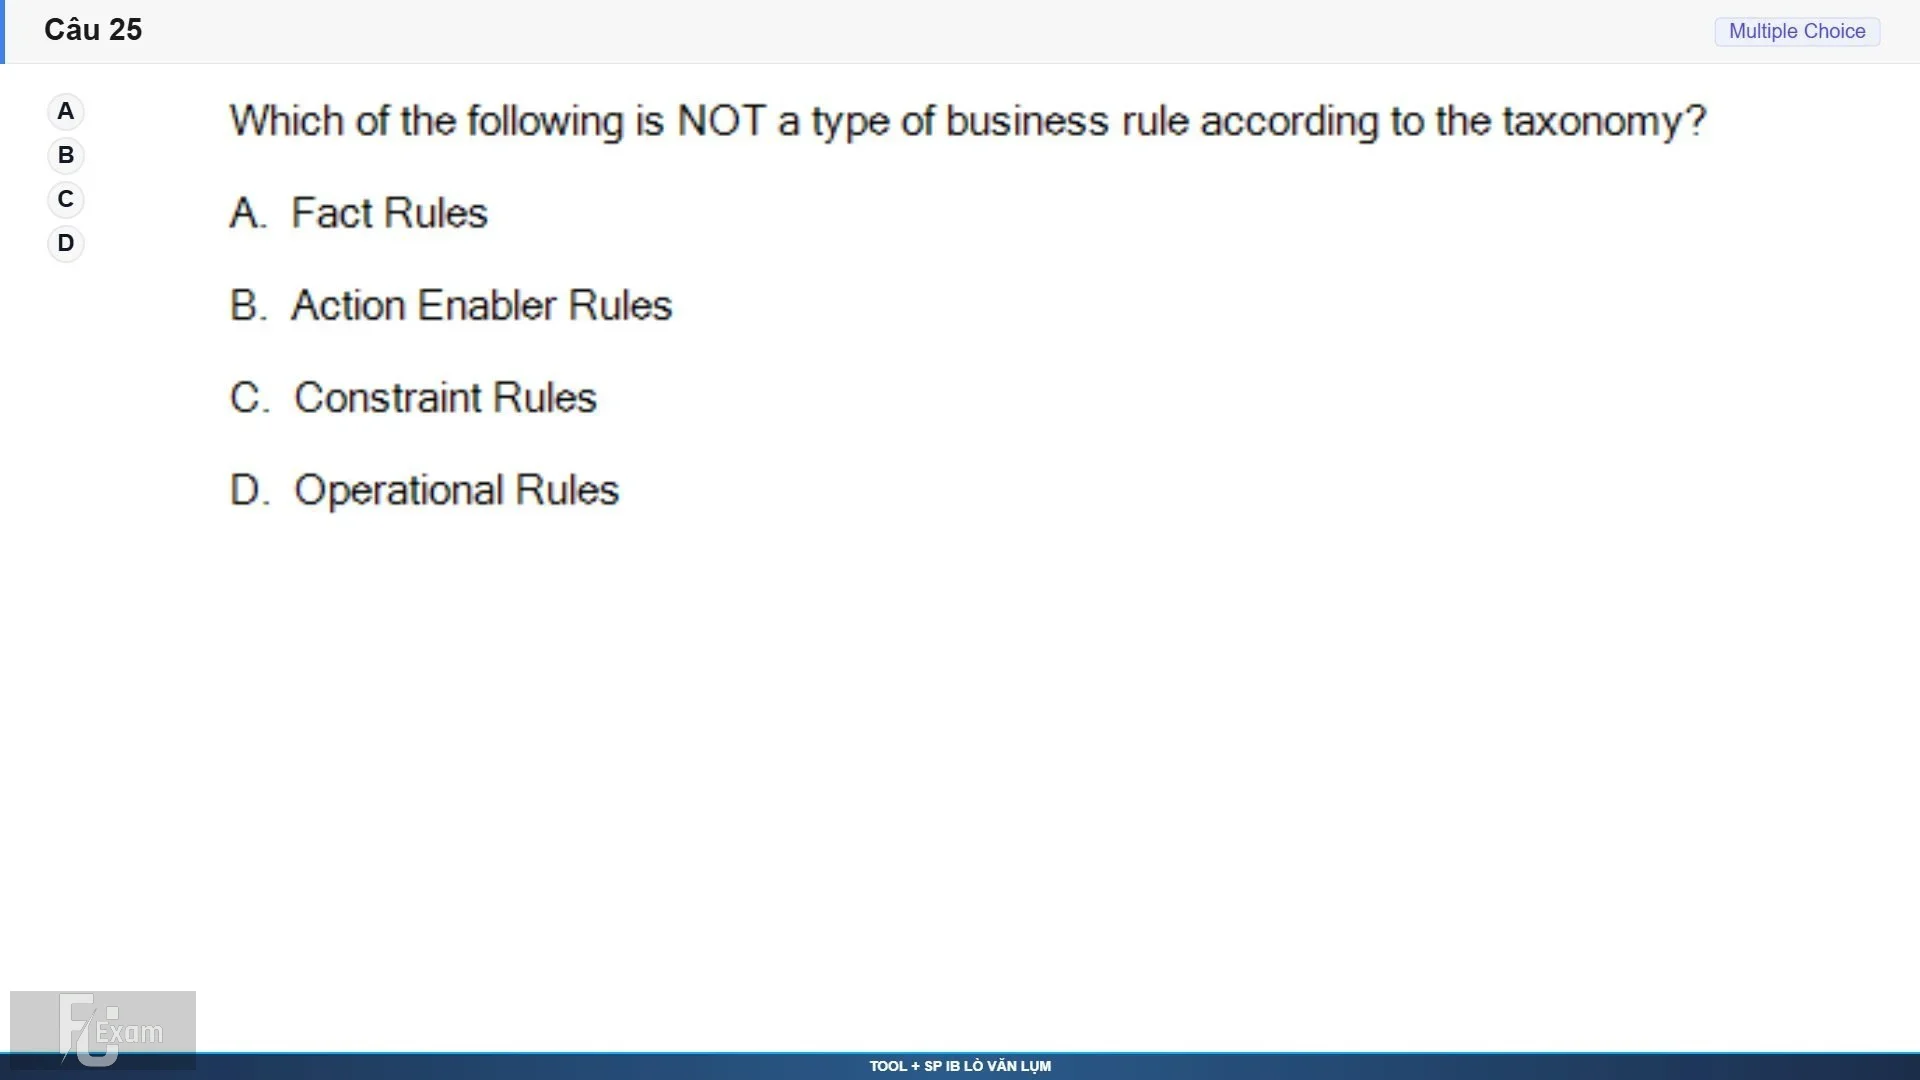 Câu 25
Multiple Choice
A
B
C
D
Which of the following is NOT a type of business rule according to the taxonomy?
A. Fact Rules
B. Action Enabler Rules
C. Constraint Rules
D. Operational Rules
FU Exam
TOOL + SP IB LÒ VĂN LỤM